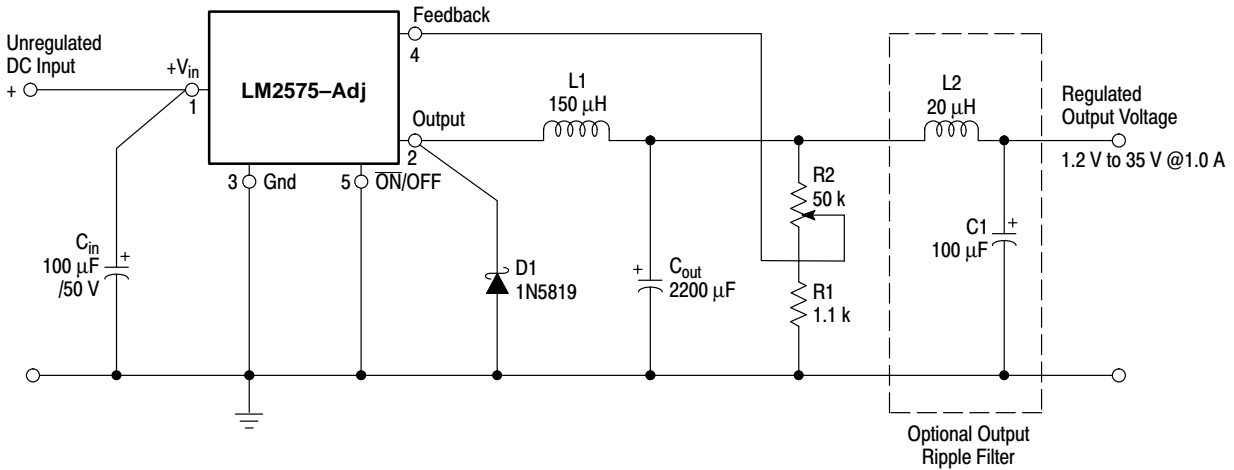 Feedback
4
Unregulated
DC Input
+
+Vin
1
LM2575–Adj
Output
2
L1
150 μH
L2
20 μH
Regulated
Output Voltage
1.2 V to 35 V @1.0 A
3 Gnd
5 ON/OFF
R2
50 k
Cin
100 μF
/50 V
+
D1
1N5819
+
Cout
2200 μF
R1
1.1 k
C1
100 μF
+
Optional Output
Ripple Filter